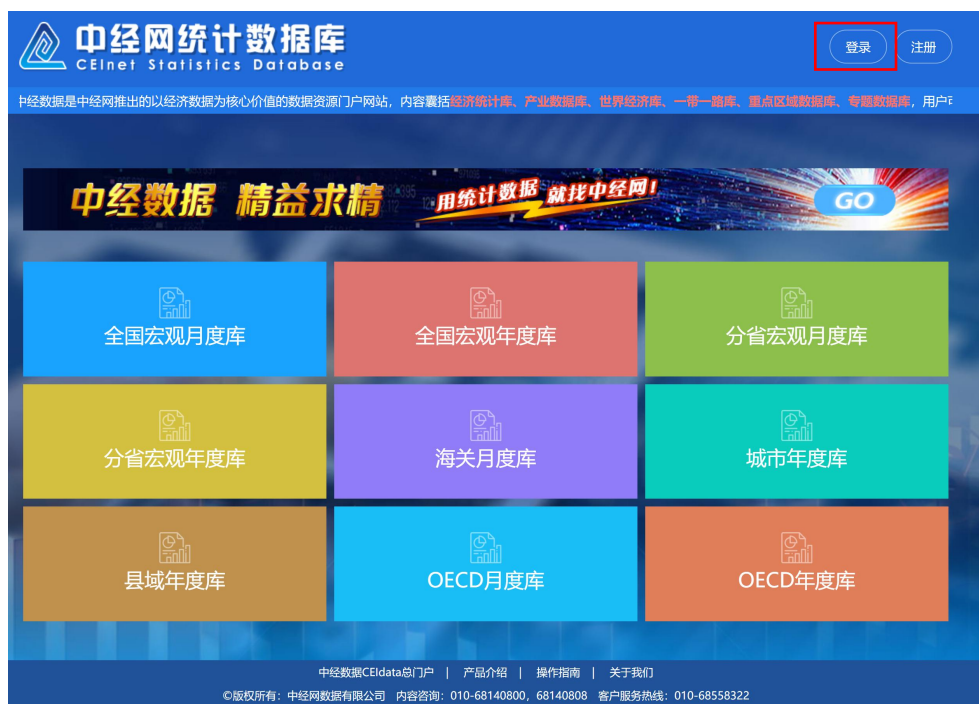 中经网统计数据库
CEInet Statistics Database
登录
注册
中经数据是中经网推出的以经济数据为核心价值的数据资源门户网站，内容囊括经济统计库、产业数据库、世界经济库、一带一路库、重点区域数据库、专题数据库，用户可
中经数据 精益求精
用统计数据 就找中经网!
GO
全国宏观月度库
全国宏观年度库
分省宏观月度库
分省宏观年度库
海关月度库
城市年度库
县域年度库
OECD月度库
OECD年度库
中经数据CEIdata总门户 | 产品介绍 | 操作指南 | 关于我们
©版权所有：中经网数据有限公司 内容咨询：010-68140800，68140808 客户服务热线：010-68558322